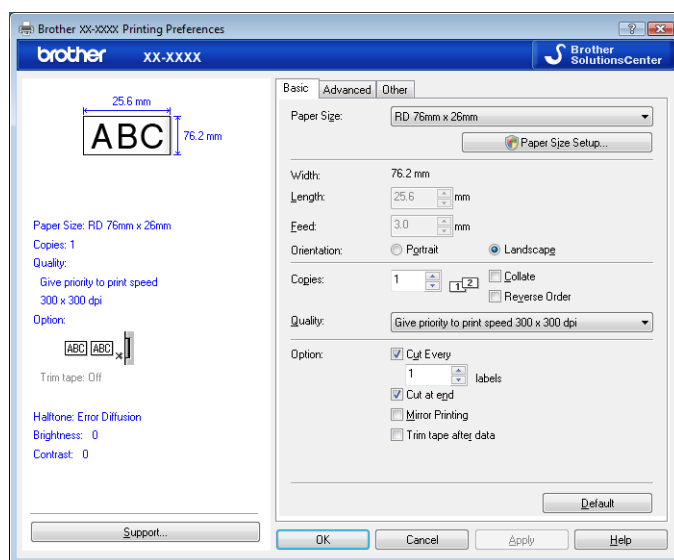 Brother XX-XXXX Printing Preferences
brother XX-XXXX
Brother
SolutionsCenter
25.6 mm
ABC
76.2 mm
Paper Size: RD 76mm x 26mm
Copies: 1
Quality:
Give priority to print speed
300 x 300 dpi
Option:
ABC ABC
Trim tape: Off
Halftone: Error Diffusion
Brightness: 0
Contrast: 0
Support...
Basic Advanced Other
Paper Size: RD 76mm x 26mm
Paper Size Setup...
Width: 76.2 mm
Length: 25.6 mm
Feed: 3.0 mm
Orientation: Portrait Landscape
Copies: 1 1 2 Collate
Reverse Order
Quality: Give priority to print speed 300 x 300 dpi
Option: Cut Every
1 labels
Cut at end
Mirror Printing
Trim tape after data
Default
OK Cancel Apply Help